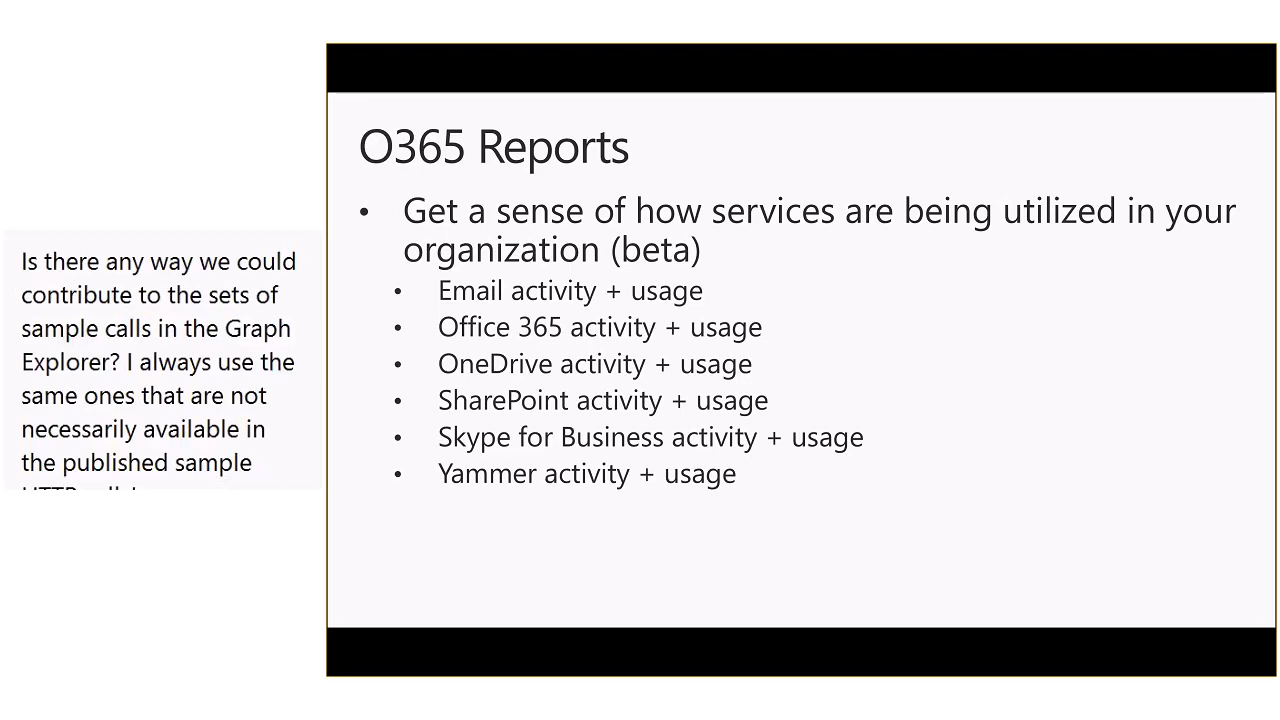 Is there any way we could
contribute to the sets of
sample calls in the Graph
Explorer? I always use the
same ones that are not
necessarily available in
the published sample
O365 Reports
• Get a sense of how services are being utilized in your
organization (beta)
• Email activity + usage
• Office 365 activity + usage
• OneDrive activity + usage
• SharePoint activity + usage
• Skype for Business activity + usage
• Yammer activity + usage